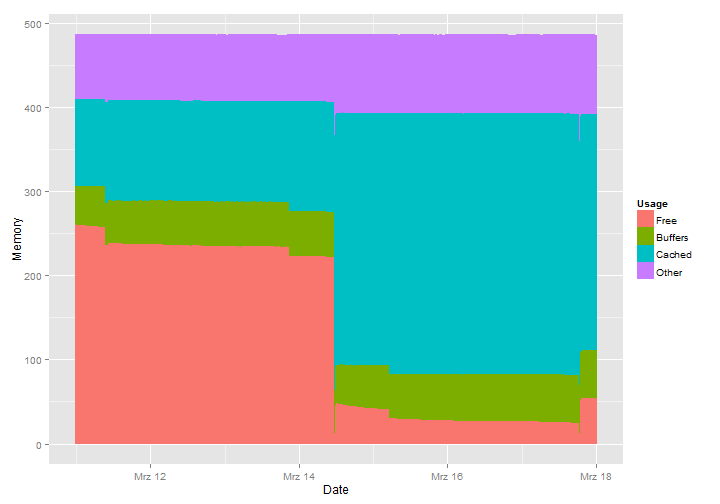 500
400
300
200
100
0
Memory
Mrz 12
Mrz 14
Mrz 16
Mrz 18
Date
Usage
Free
Buffers
Cached
Other